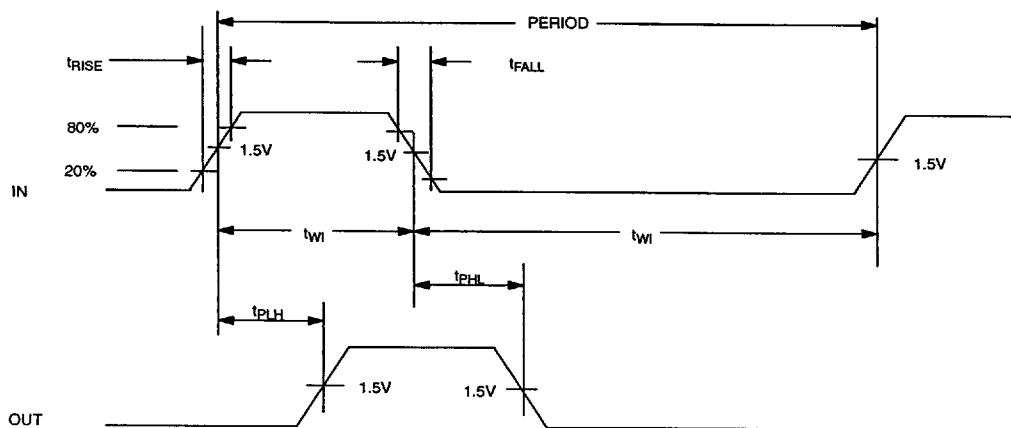 PERIOD
tRISE
tFALL
80%
1.5V
1.5V
1.5V
20%
IN
tWI
tWI
tPHL
tPLH
1.5V
1.5V
OUT